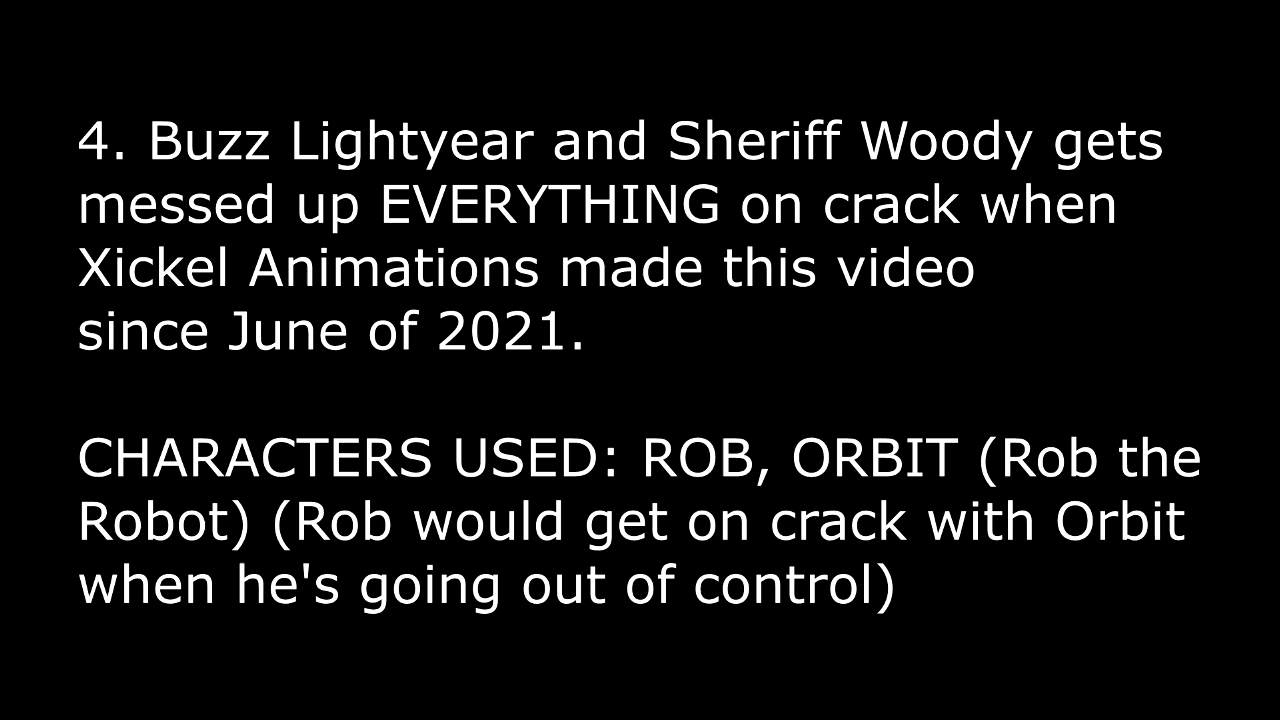 4. Buzz Lightyear and Sheriff Woody gets
messed up EVERYTHING on crack when
Xickel Animations made this video
since June of 2021.
CHARACTERS USED: ROB, ORBIT (Rob the
Robot) (Rob would get on crack with Orbit
when he's going out of control)